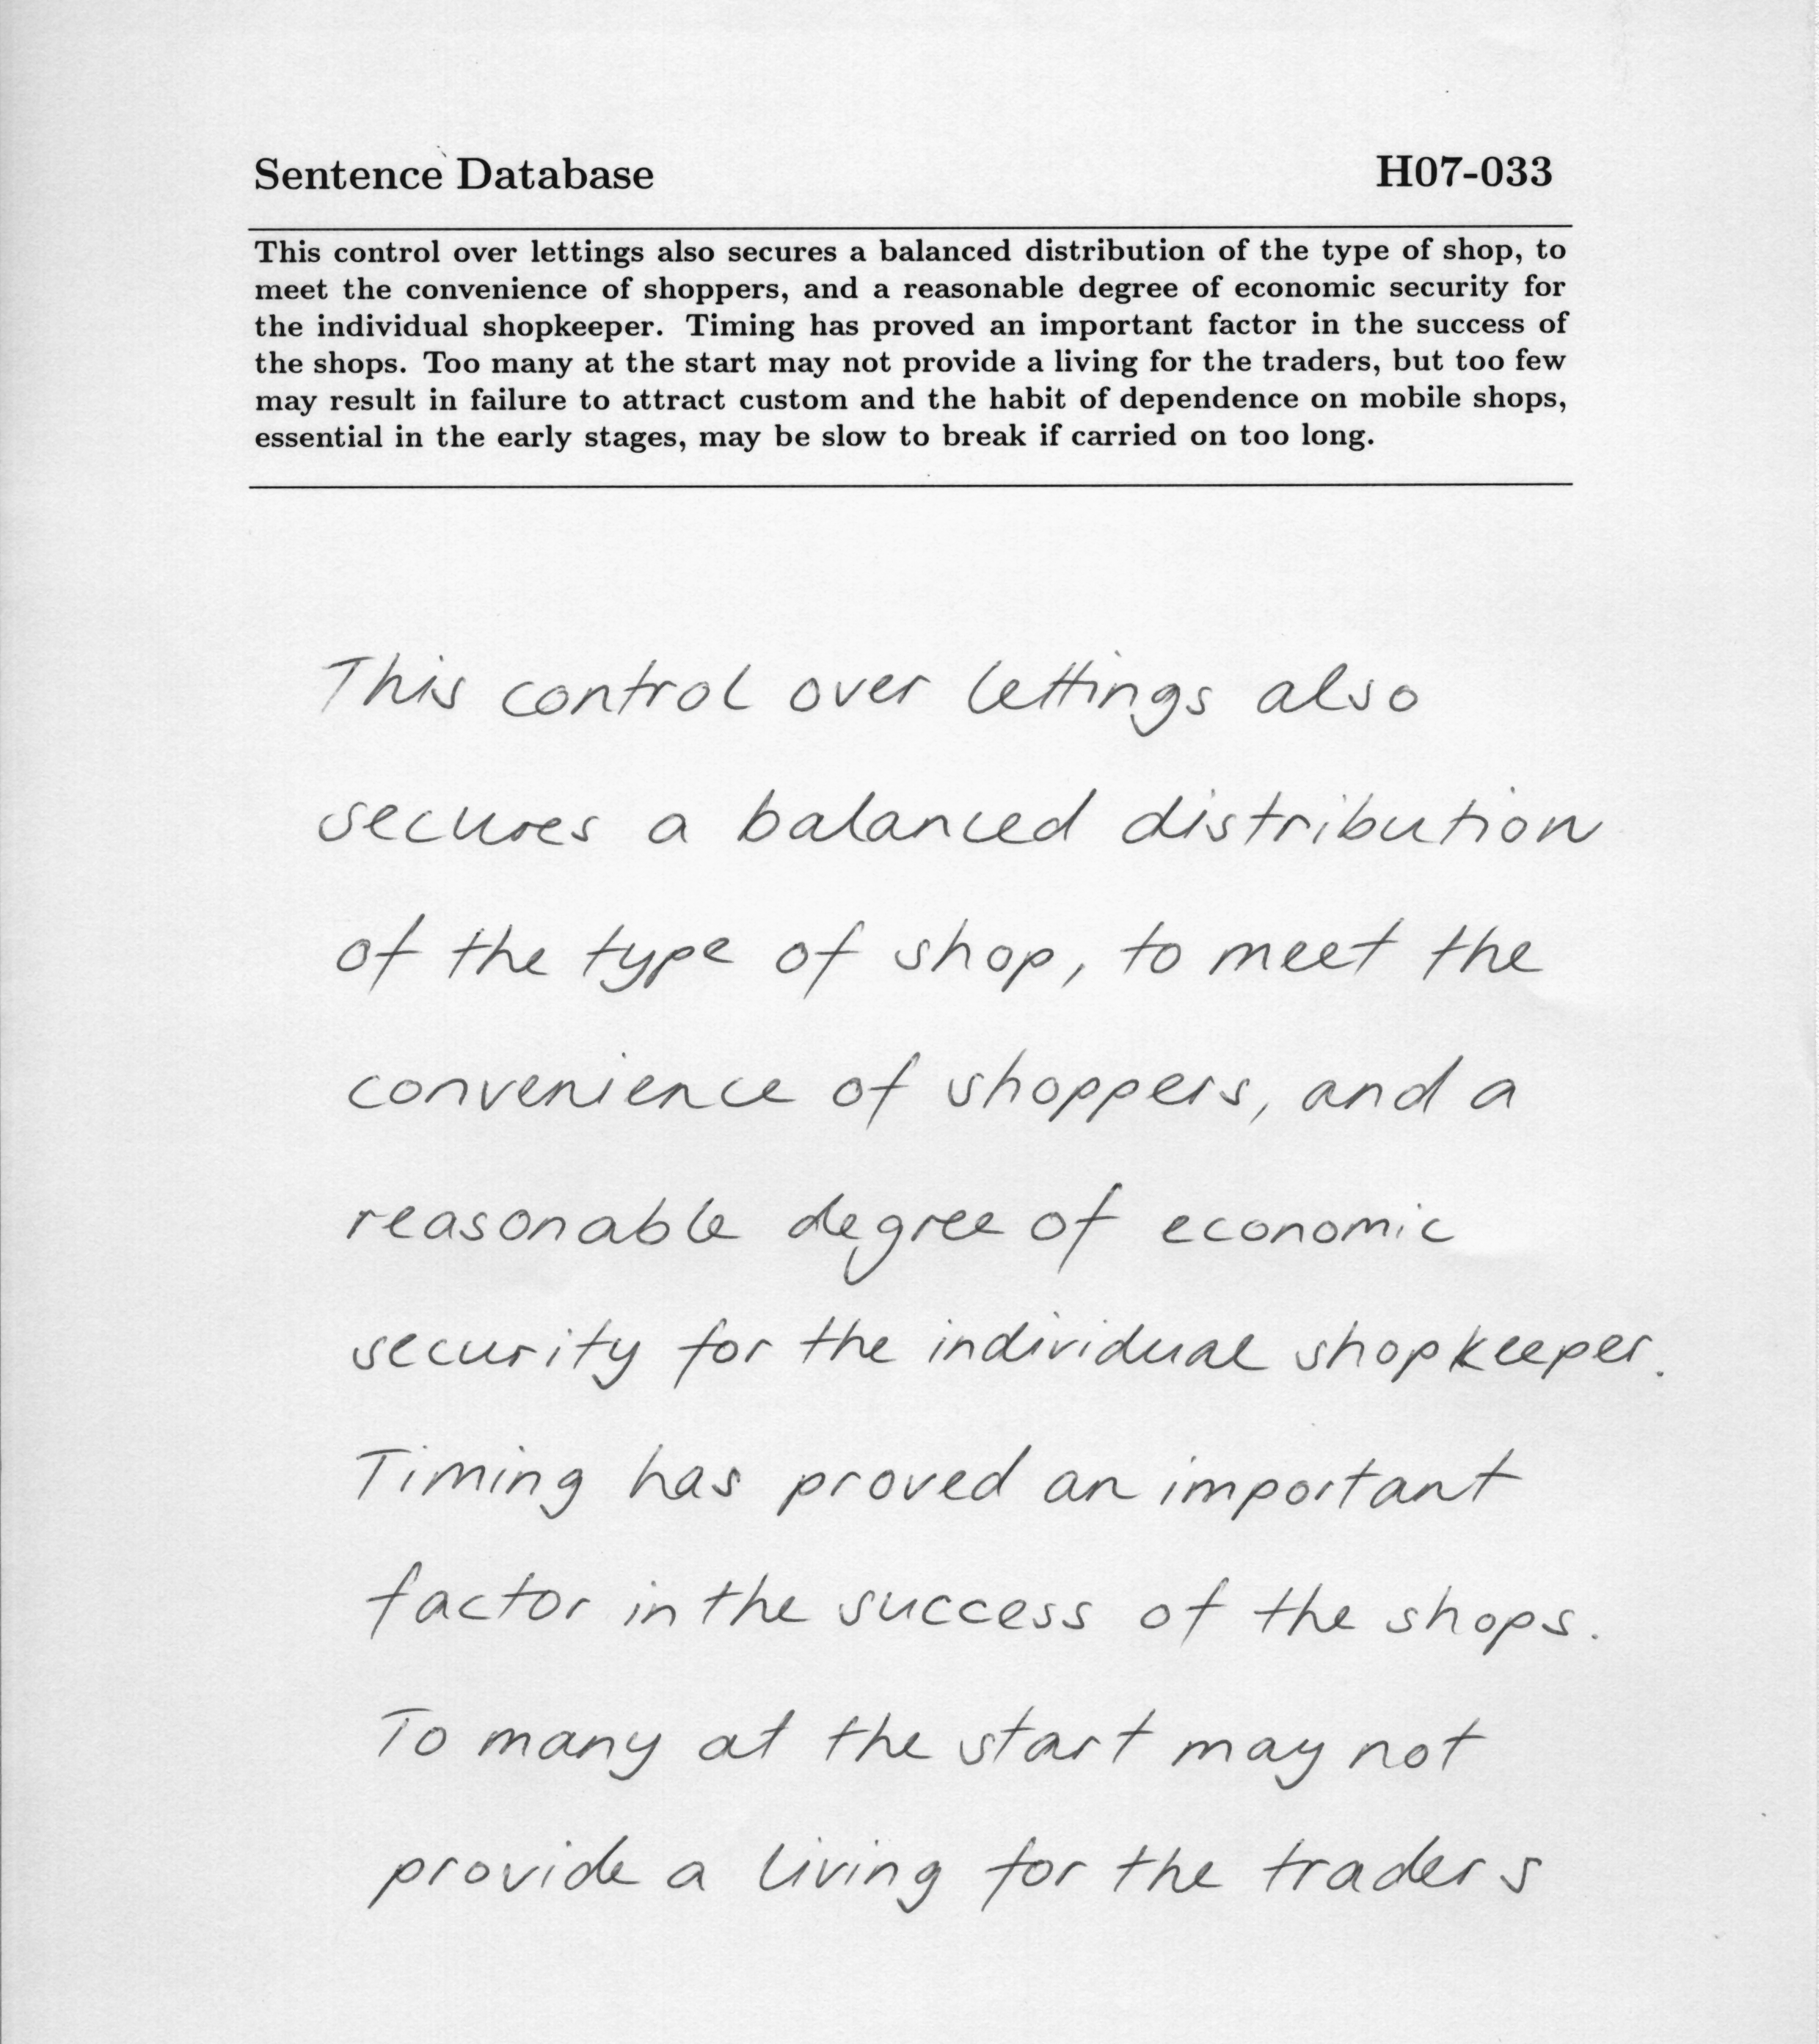 Sentence Database H07-033
This control over lettings also secures a balanced distribution of the type of shop, to
meet the convenience of shoppers, and a reasonable degree of economic security for
the individual shopkeeper. Timing has proved an important factor in the success of
the shops. Too many at the start may not provide a living for the traders, but too few
may result in failure to attract custom and the habit of dependence on mobile shops,
essential in the early stages, may be slow to break if carried on too long.
This control over lettings also
secures a balanced distribution
of the type of shop, to meet the
convenience of shoppers, and a
reasonable degree of economic
security for the individual shopkeeper.
Timing has proved an important
factor in the success of the shops.
To many at the start may not
provide a living for the traders